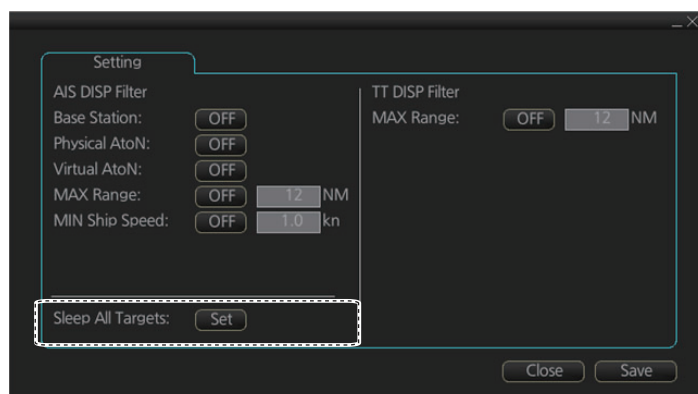 Setting
AIS DISP Filter
Base Station: OFF
Physical AtoN: OFF
Virtual AtoN: OFF
MAX Range: OFF 12 NM
MIN Ship Speed: OFF 1.0 kn
Sleep All Targets: Set
TT DISP Filter
MAX Range: OFF 12 NM
Close Save